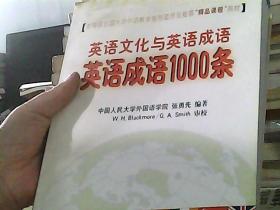 英语文化与英语成语
英语成语1000条
中国人民大学外国语学院 张勇先 编著
W. H. Blackmore/G. A. Smith 审校